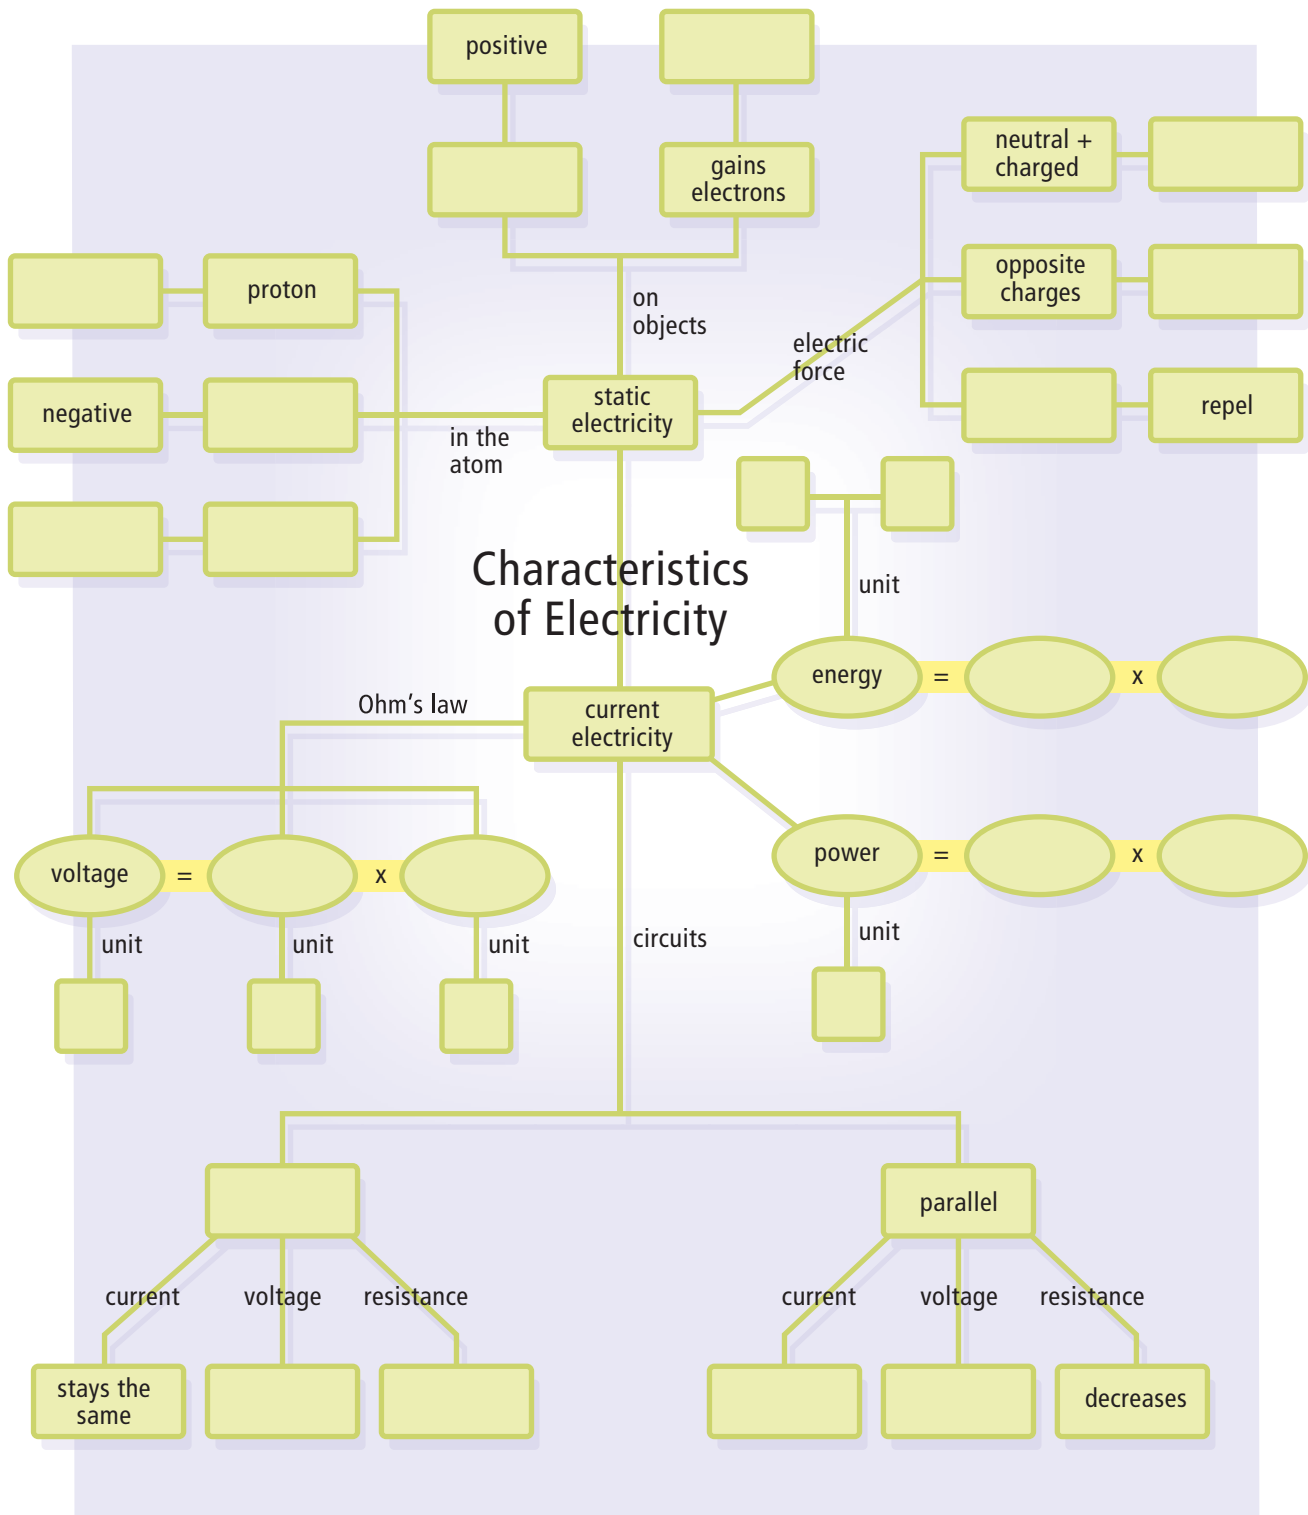 positive
gains
electrons
neutral +
charged
proton
on
objects
opposite
charges
electric
force
negative
in the
atom
static
electricity
repel
Characteristics
of Electricity
unit
energy
=
x
Ohm's law
current
electricity
voltage
=
x
power
=
x
unit
unit
unit
circuits
unit
parallel
current
voltage
resistance
current
voltage
resistance
stays the
same
decreases